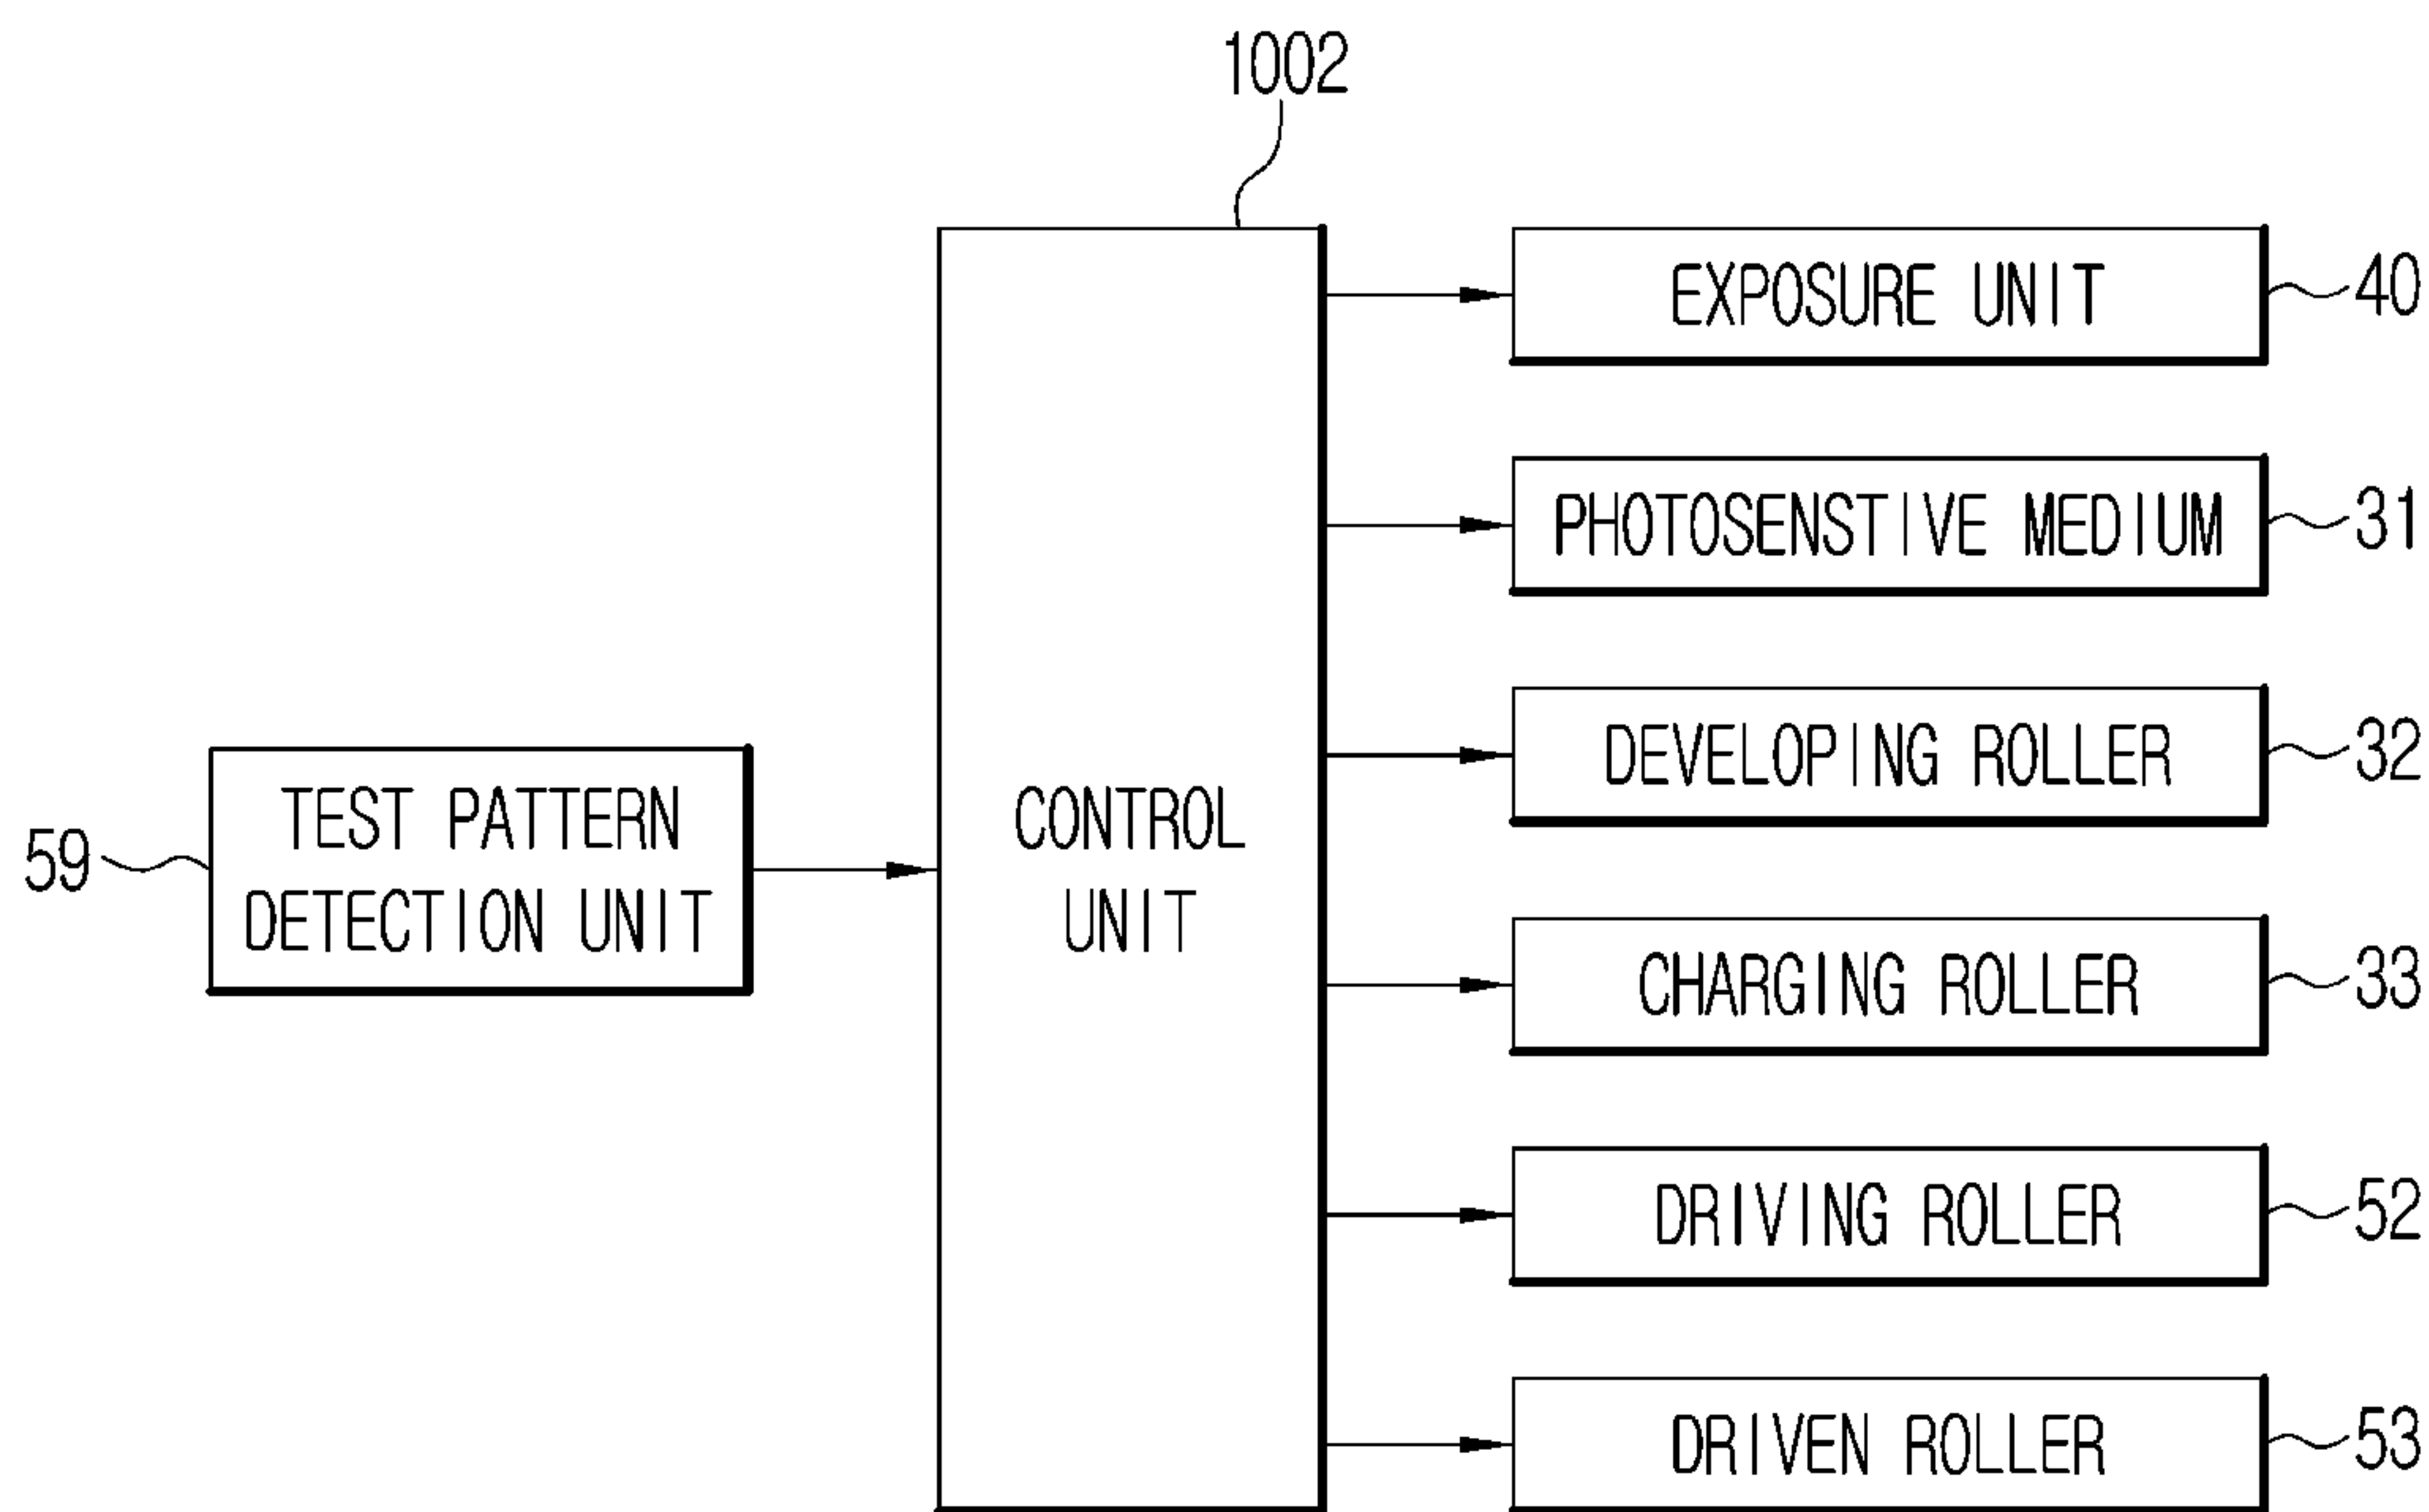 1002
EXPOSURE UNIT
40
PHOTOSENSTIVE MEDIUM
31
DEVELOPING ROLLER
32
TEST PATTERN
DETECTION UNIT
59
CONTROL
UNIT
CHARGING ROLLER
33
DRIVING ROLLER
52
DRIVEN ROLLER
53